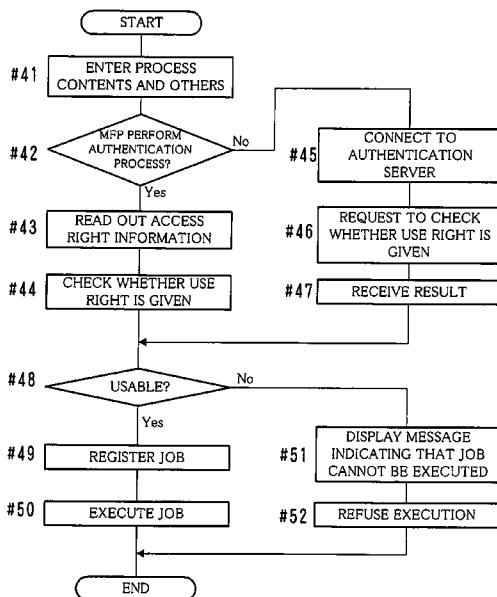 START
#41
ENTER PROCESS
CONTENTS AND OTHERS
#42
MFP PERFORM
AUTHENTICATION
PROCESS?
No
Yes
#43
READ OUT ACCESS
RIGHT INFORMATION
#44
CHECK WHETHER USE
RIGHT IS GIVEN
#45
CONNECT TO
AUTHENTICATION
SERVER
#46
REQUEST TO CHECK
WHETHER USE RIGHT IS
GIVEN
#47
RECEIVE RESULT
#48
USABLE?
No
Yes
#49
REGISTER JOB
#50
EXECUTE JOB
#51
DISPLAY MESSAGE
INDICATING THAT JOB
CANNOT BE EXECUTED
#52
REFUSE EXECUTION
END